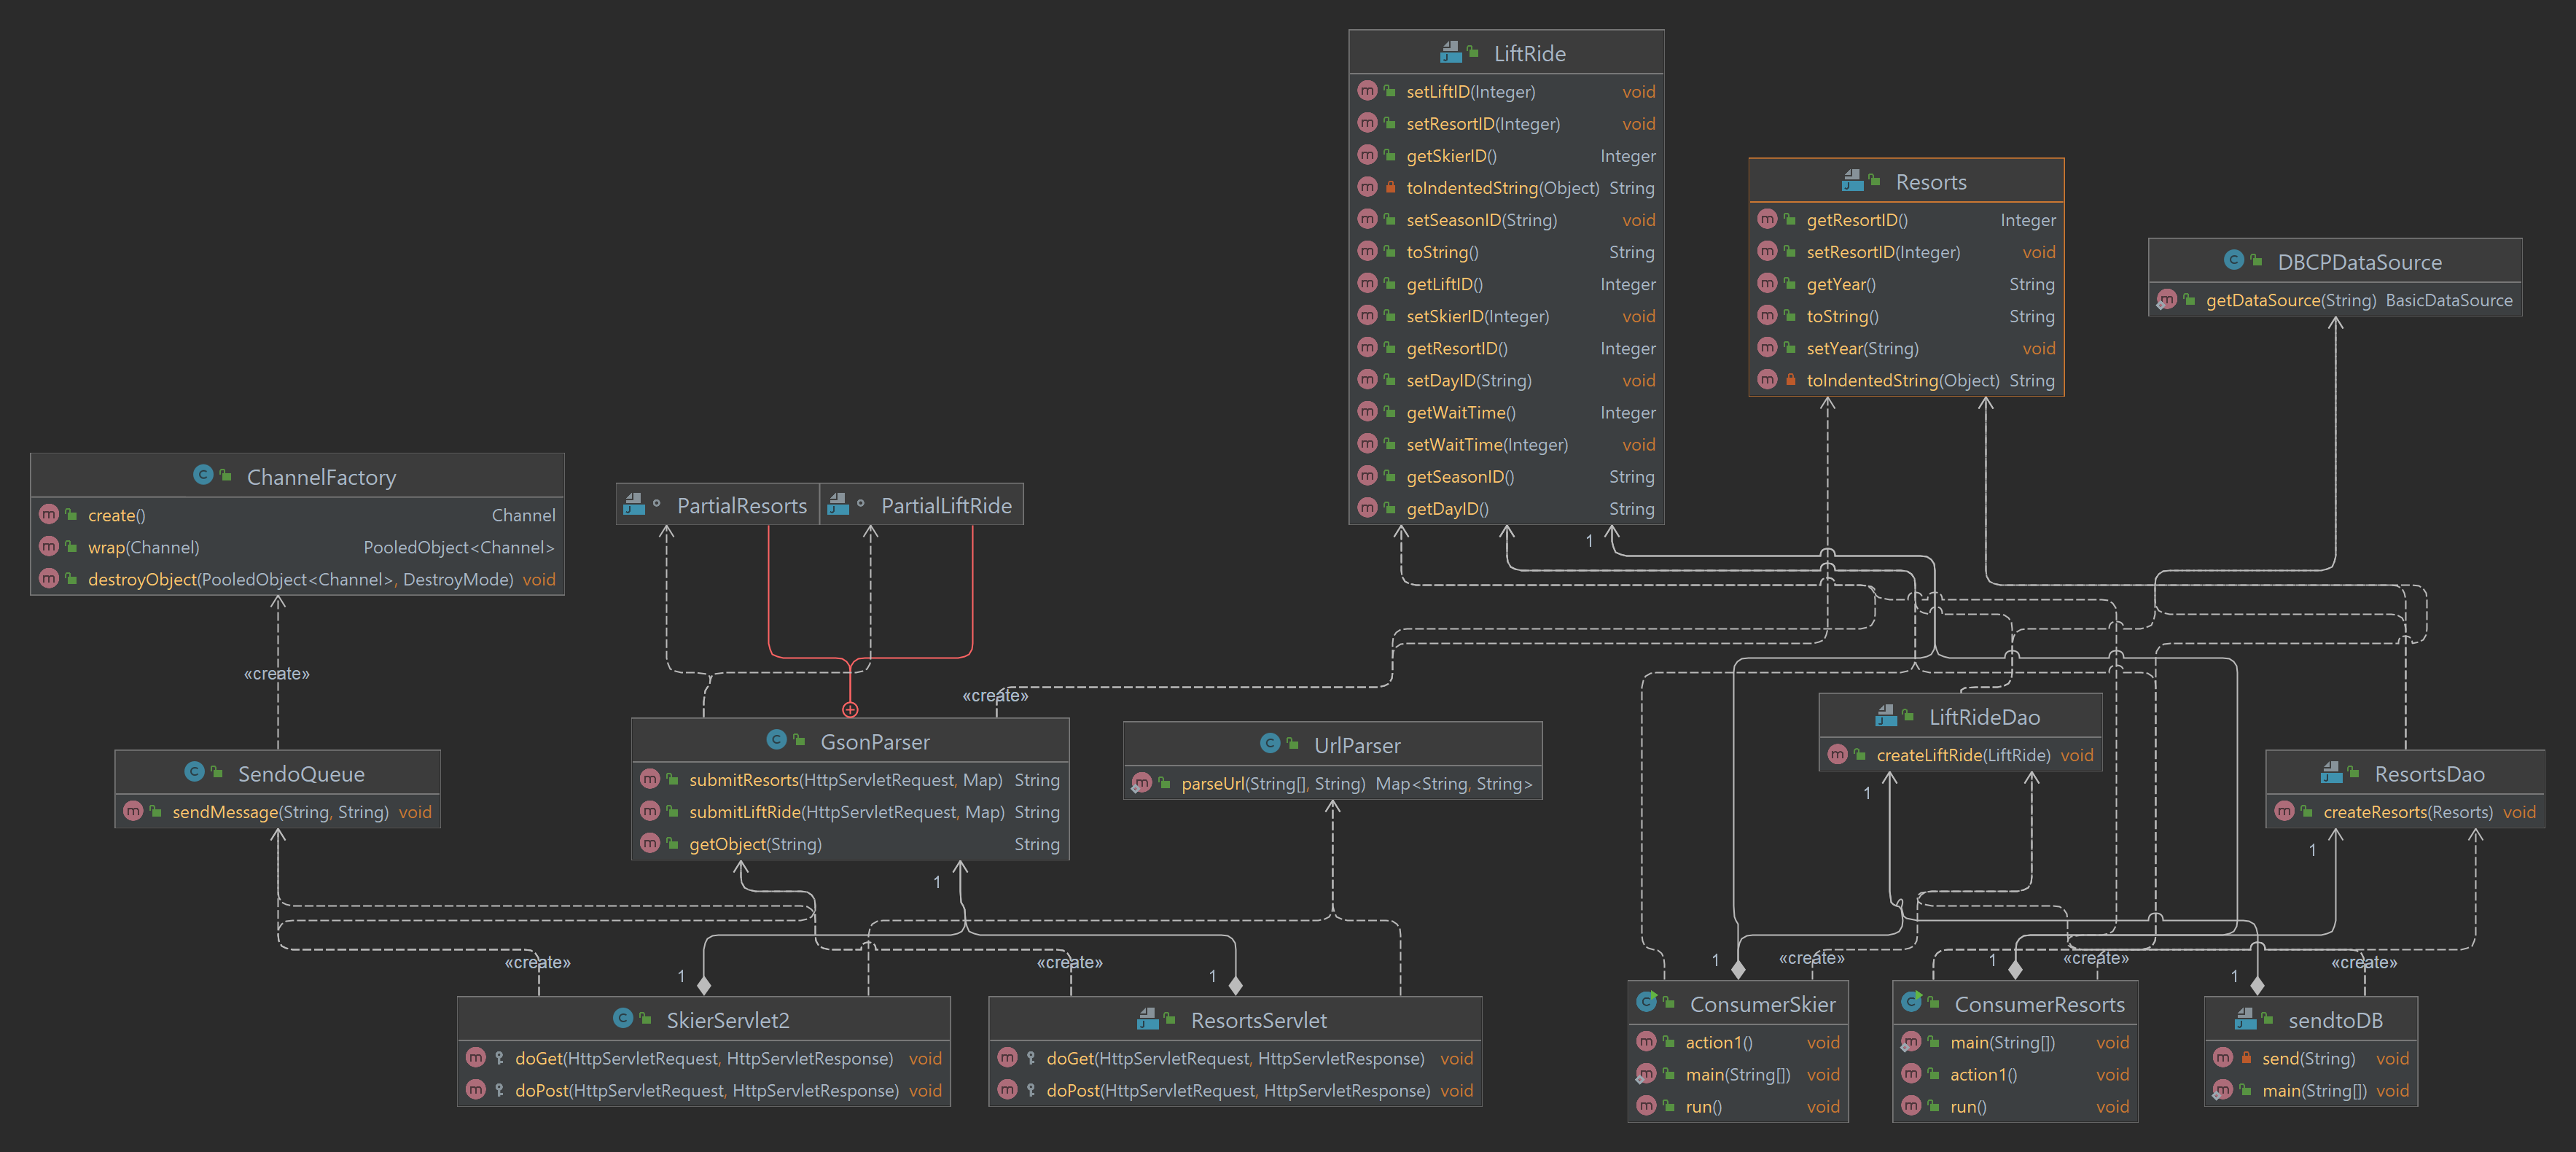 LiftRide
setLiftID(Integer) void
setResortID(Integer) void
getSkierID() Integer
toIndentedString(Object) String
setSeasonID(String) void
toString() String
getLiftID() Integer
setSkierID(Integer) void
getResortID() Integer
setDayID(String) void
getWaitTime() Integer
setWaitTime(Integer) void
getSeasonID() String
getDayID() String
Resorts
getResortID() Integer
setResortID(Integer) void
getYear() String
toString() String
setYear(String) void
toIndentedString(Object) String
DBCPDataSource
getDataSource(String) BasicDataSource
ChannelFactory
create() Channel
wrap(Channel) PooledObject<Channel>
destroyObject(PooledObject<Channel>, DestroyMode) void
PartialResorts
PartialLiftRide
1
«create»
«create»
SendoQueue
sendMessage(String, String) void
GsonParser
submitResorts(HttpServletRequest, Map) String
submitLiftRide(HttpServletRequest, Map) String
getObject(String) String
UrlParser
parseUrl(String[], String) Map<String, String>
LiftRideDao
createLiftRide(LiftRide) void
ResortsDao
createResorts(Resorts) void
1
1
1
«create»
1
«create»
1
1
«create»
1
«create»
1
«create»
SkierServlet2
doGet(HttpServletRequest, HttpServletResponse) void
doPost(HttpServletRequest, HttpServletResponse) void
ResortsServlet
doGet(HttpServletRequest, HttpServletResponse) void
doPost(HttpServletRequest, HttpServletResponse) void
ConsumerSkier
action1() void
main(String[]) void
run() void
ConsumerResorts
main(String[]) void
action1() void
run() void
sendtoDB
send(String) void
main(String[]) void